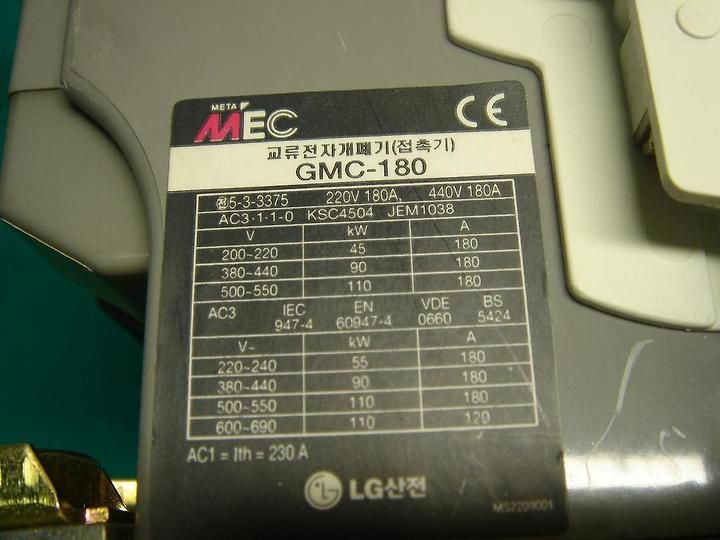 META
MEC
CE
교류전자개폐기(접촉기)
GMC-180
전5-3-3375 220V 180A, 440V 180A
AC3·1·1-0 KSC4504 JEM1038
V kW A
200~220 45 180
380~440 90 180
500~550 110 180
AC3 IEC 947-4 EN 60947-4 VDE 0660 BS 5424
V~ kW A
220~240 55 180
380~440 90 180
500~550 110 180
600~690 110 120
AC1 = Ith = 230 A
LG산전
MS2209001